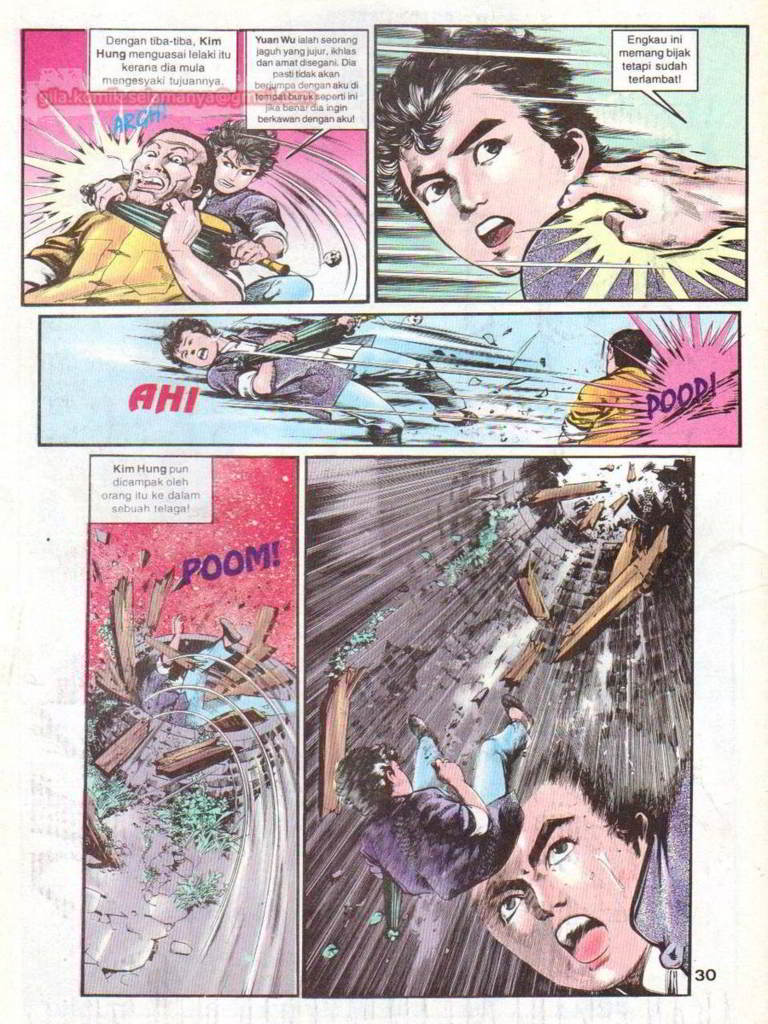 Dengan tiba-tiba, Kim
Hung menguasai lelaki itu
kerana dia mula
mengesyaki tujuannya.
Yuan Wu ialah seorang
jaguh yang jujur, ikhlas
dan amat disegani. Dia
pasti tidak akan
berjumpa dengan aku di
tempat buruk seperti ini
jika benar dia ingin
berkawan dengan aku!
ARGH!
Engkau ini
memang bijak
tetapi sudah
terlambat!
AHI
POOP!
Kim Hung pun
dicampak oleh
orang itu ke dalam
sebuah telaga!
POOM!
30